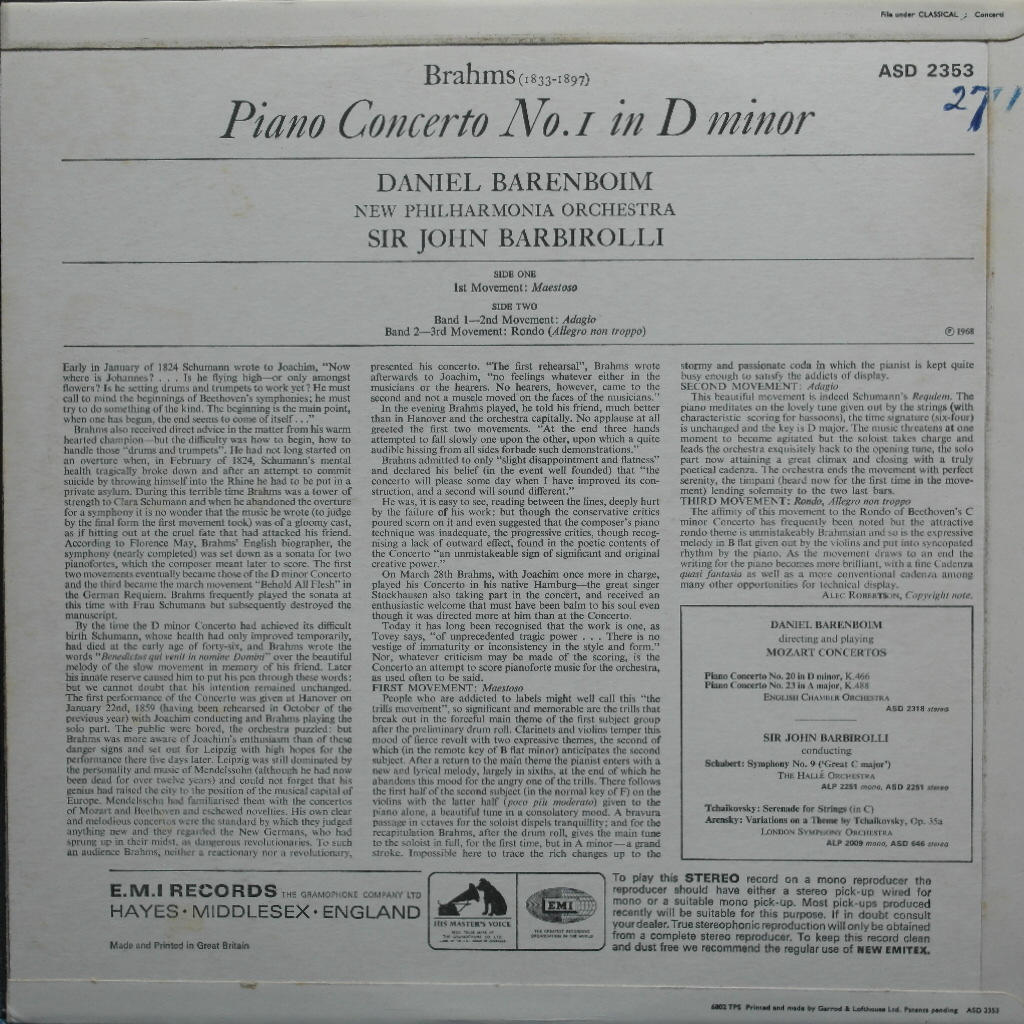 File under CLASSICAL : Concerti
Brahms (1833-1897)
ASD 2353
27
Piano Concerto No.1 in D minor
DANIEL BARENBOIM
NEW PHILHARMONIA ORCHESTRA
SIR JOHN BARBIROLLI
SIDE ONE
1st Movement: Maestoso
SIDE TWO
Band 1—2nd Movement: Adagio
Band 2—3rd Movement: Rondo (Allegro non troppo)
℗ 1968
Early in January of 1824 Schumann wrote to Joachim, "Now
where is Johannes? . . . Is he flying high—or only amongst
flowers? Is he setting drums and trumpets to work yet? He must
call to mind the beginnings of Beethoven's symphonies; he must
try to do something of the kind. The beginning is the main point,
when one has begun, the end seems to come of itself . . ."
Brahms also received direct advice in the matter from his warm
hearted champion—but the difficulty was how to begin, how to
handle those "drums and trumpets". He had not long started on
an overture when, in February of 1824, Schumann's mental
health tragically broke down and after an attempt to commit
suicide by throwing himself into the Rhine he had to be put in a
private asylum. During this terrible time Brahms was a tower of
strength to Clara Schumann and when he abandoned the overture
for a symphony it is no wonder that the music he wrote (to judge
by the final form the first movement took) was of a gloomy cast,
as if hitting out at the cruel fate that had attacked his friend.
According to Florence May, Brahms' English biographer, the
symphony (nearly completed) was set down as a sonata for two
pianofortes, which the composer meant later to score. The first
two movements eventually became those of the D minor Concerto
and the third became the march movement "Behold All Flesh" in
the German Requiem. Brahms frequently played the sonata at
this time with Frau Schumann but subsequently destroyed the
manuscript.
By the time the D minor Concerto had achieved its difficult
birth Schumann, whose health had only improved temporarily,
had died at the early age of forty-six, and Brahms wrote the
words "Benedictus qui venit in nomine Domini" over the beautiful
melody of the slow movement in memory of his friend. Later
his innate reserve caused him to put his pen through these words:
but we cannot doubt that his intention remained unchanged.
The first performance of the Concerto was given at Hanover on
January 22nd, 1859 (having been rehearsed in October of the
previous year) with Joachim conducting and Brahms playing the
solo part. The public were bored, the orchestra puzzled: but
Brahms was more aware of Joachim's enthusiasm than of these
danger signs and set out for Leipzig with high hopes for the
performance there five days later. Leipzig was still dominated by
the personality and music of Mendelssohn (although he had now
been dead for over twelve years) and could not forget that his
genius had raised the city to the position of the musical capital of
Europe. Mendelssohn had familiarised them with the concertos
of Mozart and Beethoven and eschewed novelties. His own clear
and melodious concertos were the standard by which they judged
anything new and they regarded the New Germans, who had
sprung up in their midst, as dangerous revolutionaries. To such
an audience Brahms, neither a reactionary nor a revolutionary,
presented his concerto. "The first rehearsal", Brahms wrote
afterwards to Joachim, "no feelings whatever either in the
musicians or the hearers. No hearers, however, came to the
second and not a muscle moved on the faces of the musicians."
In the evening Brahms played, he told his friend, much better
than in Hanover and the orchestra capitally. No applause at all
greeted the first two movements. "At the end three hands
attempted to fall slowly one upon the other, upon which a quite
audible hissing from all sides forbade such demonstrations."
Brahms admitted to only "slight disappointment and flatness"
and declared his belief (in the event well founded) that "the
concerto will please some day when I have improved its con-
struction, and a second will sound different."
He was, it is easy to see, reading between the lines, deeply hurt
by the failure of his work; but though the conservative critics
poured scorn on it and even suggested that the composer's piano
technique was inadequate, the progressive critics, though recog-
nising a lack of outward effect, found in the poetic contents of
the Concerto "an unmistakeable sign of significant and original
creative power."
On March 28th Brahms, with Joachim once more in charge,
played his Concerto in his native Hamburg—the great singer
Stockhausen also taking part in the concert, and received an
enthusiastic welcome that must have been balm to his soul even
though it was directed more at him than at the Concerto.
Today it has long been recognised that the work is one, as
Tovey says, "of unprecedented tragic power . . . There is no
vestige of immaturity or inconsistency in the style and form."
Nor, whatever criticism may be made of the scoring, is the
Concerto an attempt to score pianoforte music for the orchestra,
as used often to be said.
FIRST MOVEMENT: Maestoso
People who are addicted to labels might well call this "the
trills movement", so significant and memorable are the trills that
break out in the forceful main theme of the first subject group
after the preliminary drum roll. Clarinets and violins temper this
mood of fierce revolt with two expressive themes, the second of
which (in the remote key of B flat minor) anticipates the second
subject. After a return to the main theme the pianist enters with
a new and lyrical melody, largely in sixths, at the end of which he
abandons this mood for the angry one of the trills. There follows
the first half of the second subject (in the normal key of F) on the
violins with the latter half (poco più moderato) given to the
piano alone, a beautiful tune in a consolatory mood. A bravura
passage in octaves for the soloist dispels tranquillity; and for the
recapitulation Brahms, after the drum roll, gives the main tune
to the soloist in full, for the first time, but in A minor—a grand
stroke. Impossible here to trace the rich changes up to the
stormy and passionate coda in which the pianist is kept quite
busy enough to satisfy the addicts of display.
SECOND MOVEMENT: Adagio
This beautiful movement is indeed Schumann's Requiem. The
piano meditates on the lovely tune given out by the strings (with
characteristic scoring for bassoons), the time signature (six-four)
is unchanged and the key is D major. The music threatens at one
moment to become agitated but the soloist takes charge and
leads the orchestra exquisitely back to the opening tune, the solo
part now attaining a great climax and closing with a truly
poetical cadenza. The orchestra ends the movement with perfect
serenity, the timpani (heard now for the first time in the move-
ment) lending solemnity to the two last bars.
THIRD MOVEMENT: Rondo, Allegro non troppo
The affinity of this movement to the Rondo of Beethoven's C
minor Concerto has frequently been noted but the attractive
rondo theme is unmistakeably Brahmsian and so is the expressive
melody in B flat given out by the violins and put into syncopated
rhythm by the piano. As the movement draws to an end the
writing for the piano becomes more brilliant, with a fine Cadenza
quasi fantasia as well as a more conventional cadenza among
many other opportunities for technical display.
ALEC ROBERTSON, Copyright note.
DANIEL BARENBOIM
directing and playing
MOZART CONCERTOS
Piano Concerto No. 20 in D minor, K.466
Piano Concerto No. 23 in A major, K.488
ENGLISH CHAMBER ORCHESTRA
ASD 2318 stereo
SIR JOHN BARBIROLLI
conducting
Schubert: Symphony No. 9 ('Great C major')
THE HALLÉ ORCHESTRA
ALP 2251 mono, ASD 2251 stereo
Tchaikovsky: Serenade for Strings (in C)
Arensky: Variations on a Theme by Tchaikovsky, Op. 35a
LONDON SYMPHONY ORCHESTRA
ALP 2009 mono, ASD 646 stereo
E.M.I RECORDS THE GRAMOPHONE COMPANY LTD
HAYES · MIDDLESEX · ENGLAND
Made and Printed in Great Britain
HIS MASTER'S VOICE
EMI
THE GREATEST RECORDING
ORGANISATION IN THE WORLD
To play this STEREO record on a mono reproducer the
reproducer should have either a stereo pick-up wired for
mono or a suitable mono pick-up. Most pick-ups produced
recently will be suitable for this purpose. If in doubt consult
your dealer. True stereophonic reproduction will only be obtained
from a complete stereo reproducer. To keep this record clean
and dust free we recommend the regular use of NEW EMITEX.
6802 TPS Printed and made by Garrod & Lofthouse Ltd. Patents pending ASD 2353